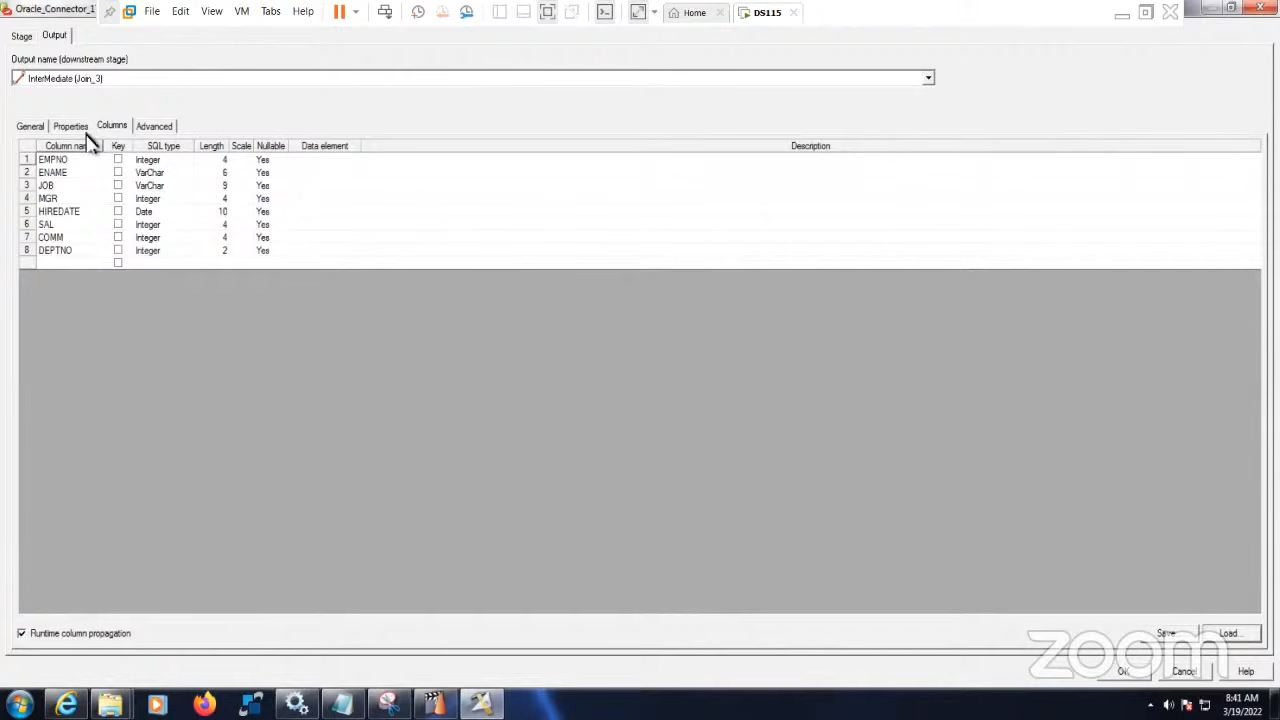 Oracle_Connector_1 File Edit View VM Tabs Help Home DS115
Stage Output
Output name (downstream stage)
InterMediate (Join_3)
General Properties Columns Advanced
Column nam Key SQL type Length Scale Nullable Data element Description
1 EMPNO Integer 4 Yes
2 ENAME VarChar 6 Yes
3 JOB VarChar 9 Yes
4 MGR Integer 4 Yes
5 HIREDATE Date 10 Yes
6 SAL Integer 4 Yes
7 COMM Integer 4 Yes
8 DEPTNO Integer 2 Yes
Runtime column propagation Save... Load...
zoom
OK Cancel Help
8:41 AM
3/19/2022